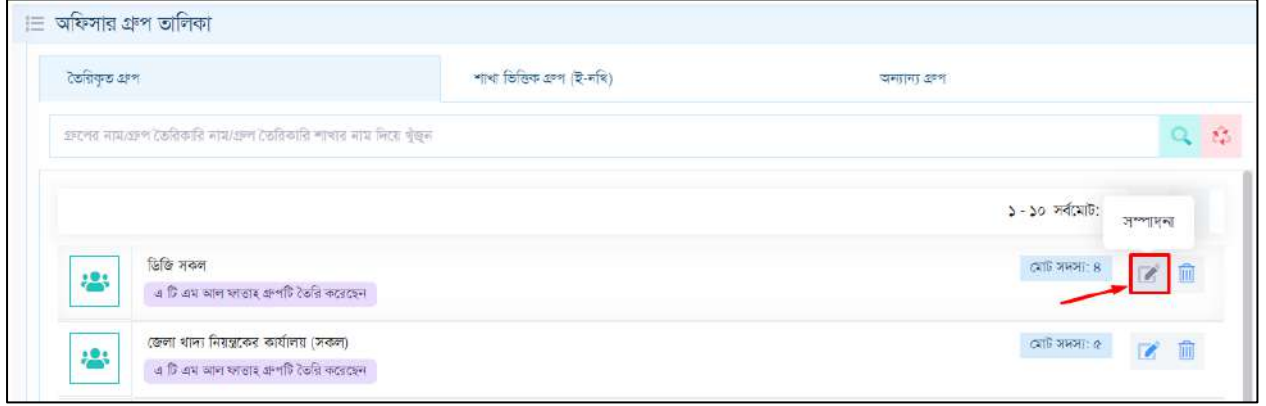 অফিসার গ্রুপ তালিকা
তৈরিকৃত গ্রুপ
শাখা ভিত্তিক গ্রুপ (ই-নথি)
অন্যান্য গ্রুপ
গ্রুপের নাম/গ্রুপ তৈরিকারি নাম/গ্রুপ তৈরিকারি শাখার নাম দিয়ে খুঁজুন
১ - ১০ সর্বমোট:
সম্পাদনা
ডিজি সকল
মোট সদস্য: ৪
এ টি এম আল ফাত্তাহ গ্রুপটি তৈরি করেছেন
জেলা খাদ্য নিয়ন্ত্রকের কার্যালয় (সকল)
মোট সদস্য: ৫
এ টি এম আল ফাত্তাহ গ্রুপটি তৈরি করেছেন